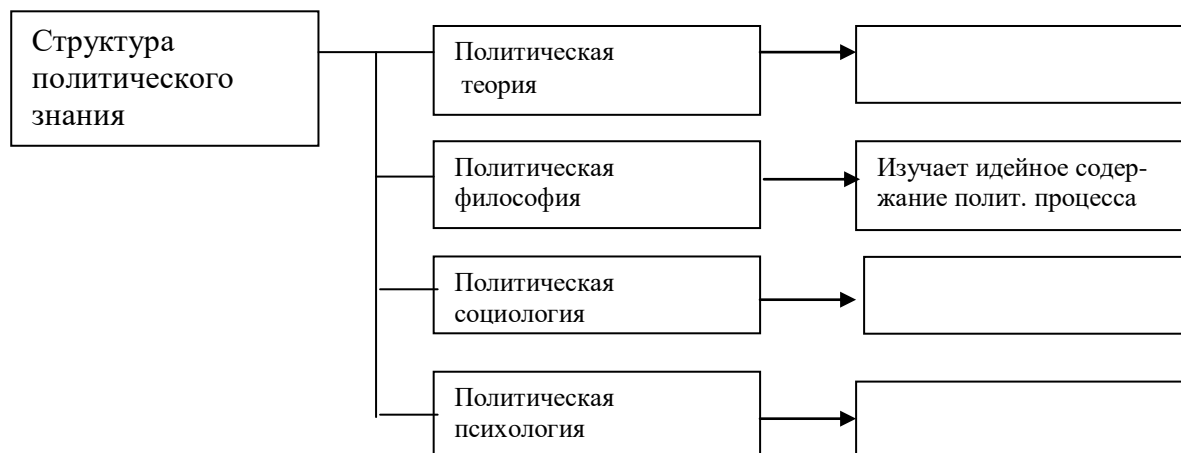 Структура
политического
знания
Политическая
теория
Политическая
философия
Изучает идейное содер-
жание полит. процесса
Политическая
социология
Политическая
психология